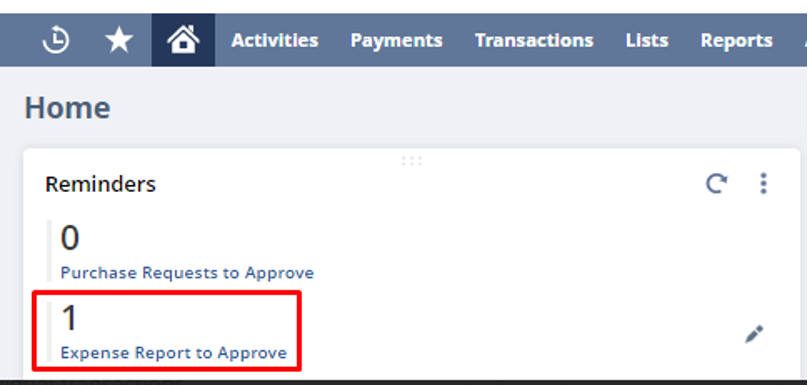 Activities Payments Transactions Lists Reports
Home
Reminders
0
Purchase Requests to Approve
1
Expense Report to Approve